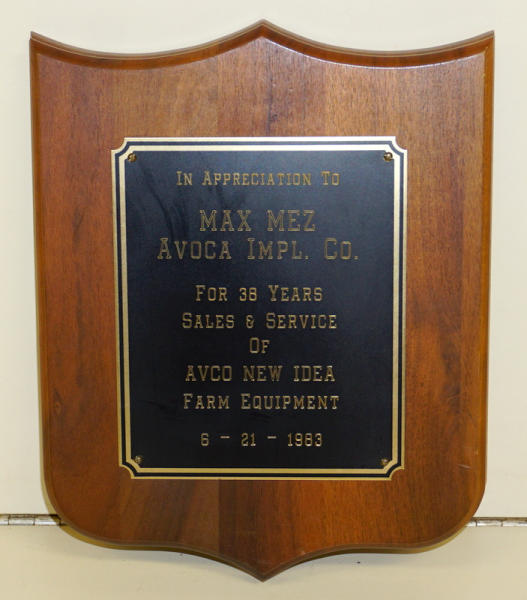 In Appreciation To
MAX MEZ
Avoca Impl. Co.
For 38 Years
Sales & Service
Of
AVCO NEW IDEA
Farm Equipment
6 - 21 - 1983